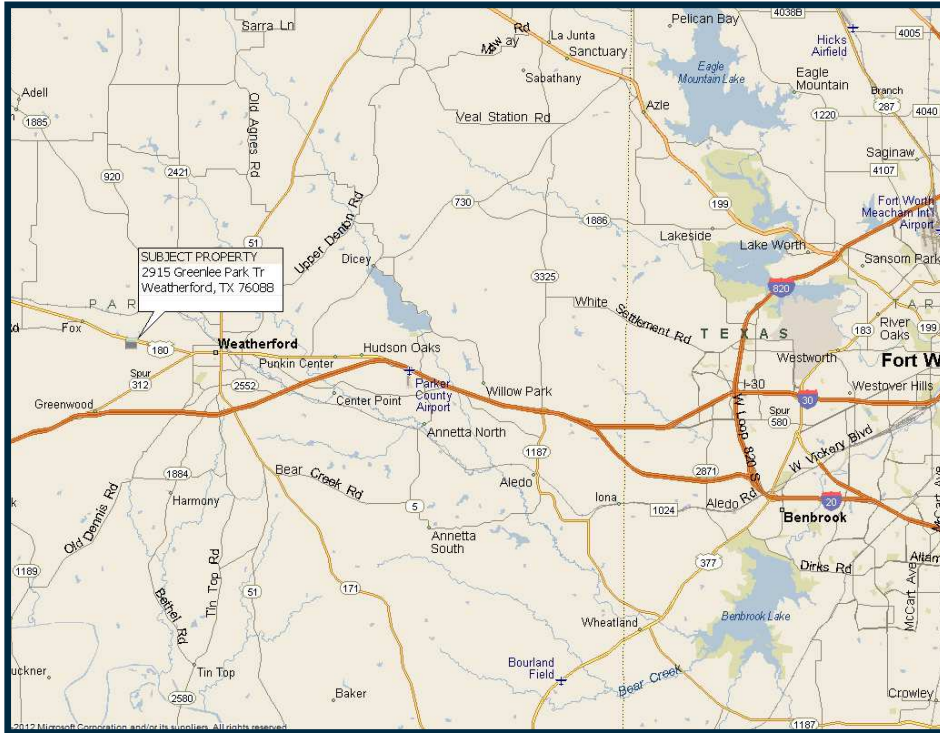 Sarra Ln
Pelican Bay
4038B
4005
Hicks
Airfield
Maw
ay
Rd
La Junta
Sanctuary
Sabathany
Eagle
Mountain Lake
Eagle
Mountain
Adell
1885
Old Agnes Rd
Veal Station Rd
Azle
Branch
287
1220
4040
2421
920
Saginaw
4107
730
1886
199
Fort Worth
Meacham Int'l
Airport
51
Upper Denton Rd
Lakeside
Lake Worth
Dicey
Sansom Park
SUBJECT PROPERTY
2915 Greenlee Park Tr
Weatherford, TX 76088
3325
820
P A R
White
Settlement Rd
T E X A S
T A R
Fox
180
Weatherford
183
River
Oaks
199
Hudson Oaks
Punkin Center
Westworth
Fort W
Spur
312
2552
Parker
County
Airport
Willow Park
I-30
Westover Hills
30
Greenwood
Center Point
Spur
580
Annetta North
W Loop 820 S
W Vickery Blvd
1187
Bear
Creek Rd
2871
1884
Aledo
Harmony
Iona
Aledo Rd
20
McCart Ave
5
1024
Benbrook
Old Dennis Rd
Annetta
South
377
Dirks Rd
Altam
1189
Tin Top Rd
51
171
McCart Ave
Bethel Rd
Wheatland
Benbrook Lake
Bourland
Field
uckner
Tin Top
Bear Creek
2580
Baker
Crowley
1187
2012 Microsoft Corporation and/or its suppliers. All rights reserved.